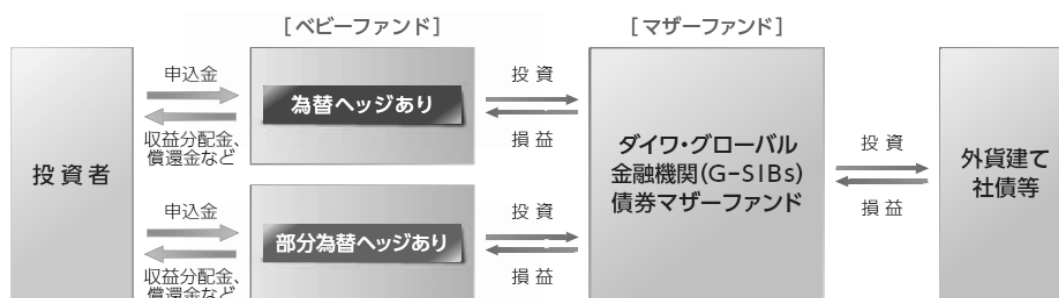 [ベビーファンド]
[マザーファンド]
投資者
申込金
収益分配金、
償還金など
為替ヘッジあり
投資
損益
申込金
収益分配金、
償還金など
部分為替ヘッジあり
投資
損益
ダイワ・グローバル
金融機関(G-SIBs)
債券マザーファンド
投資
損益
外貨建て
社債等